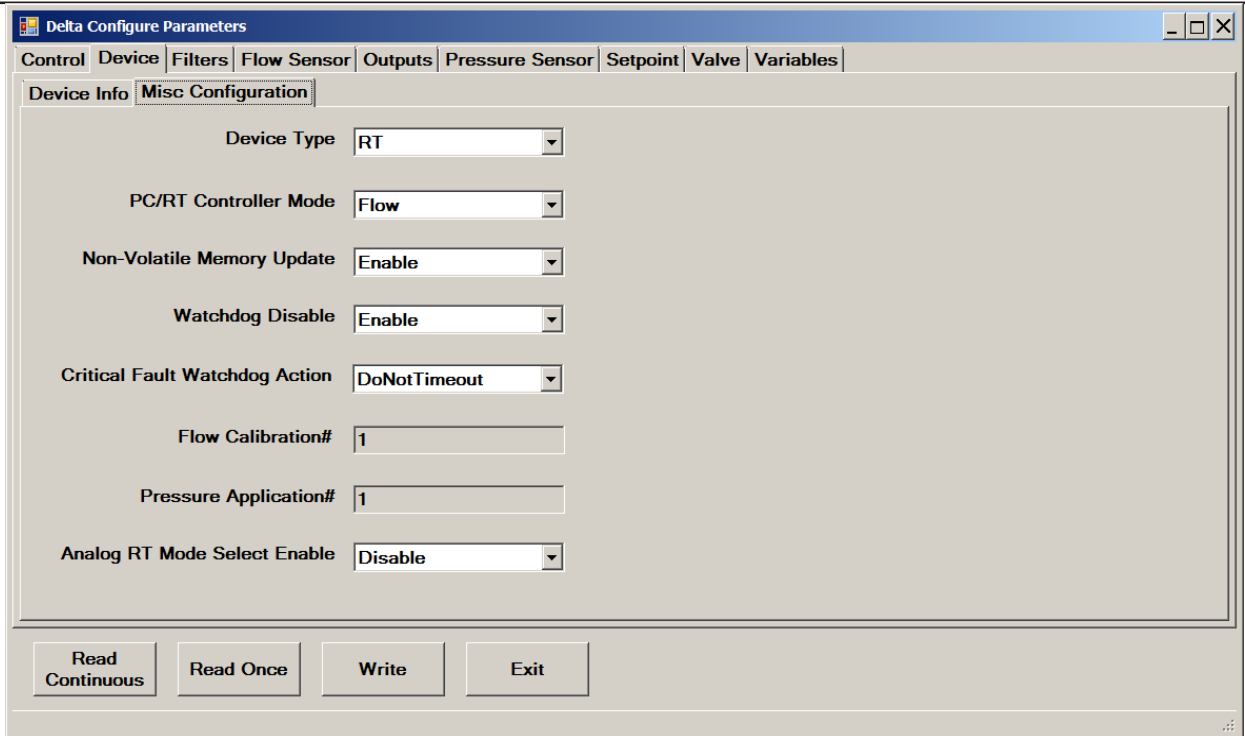 Delta Configure Parameters
Control Device Filters Flow Sensor Outputs Pressure Sensor Setpoint Valve Variables
Device Info Misc Configuration
Device Type RT
PC/RT Controller Mode Flow
Non-Volatile Memory Update Enable
Watchdog Disable Enable
Critical Fault Watchdog Action DoNotTimeout
Flow Calibration# 1
Pressure Application# 1
Analog RT Mode Select Enable Disable
Read
Continuous
Read Once
Write
Exit